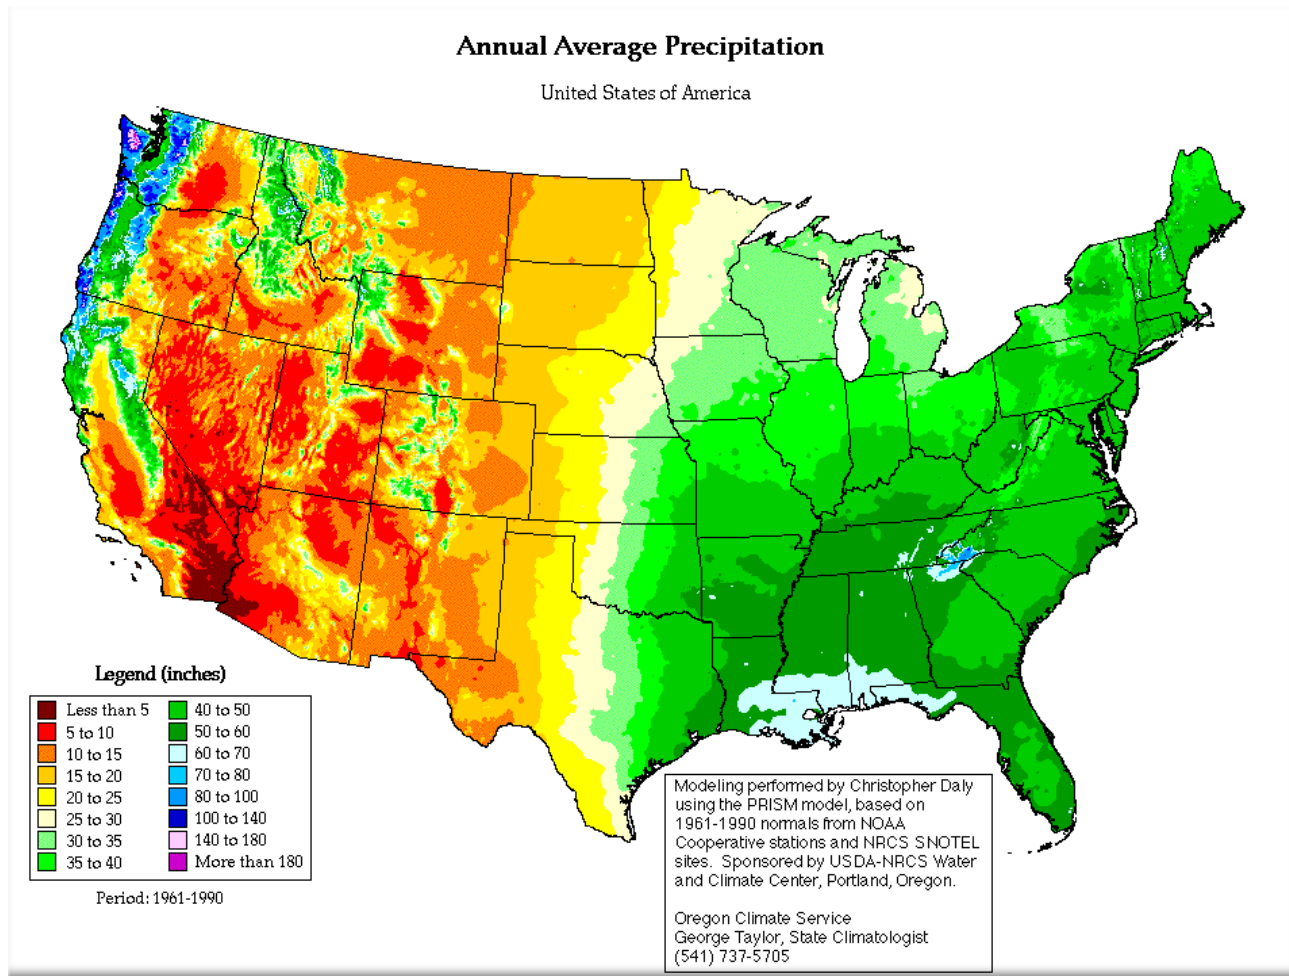 Annual Average Precipitation
United States of America
Legend (inches)
Less than 5
5 to 10
10 to 15
15 to 20
20 to 25
25 to 30
30 to 35
35 to 40
40 to 50
50 to 60
60 to 70
70 to 80
80 to 100
100 to 140
140 to 180
More than 180
Period: 1961-1990
Modeling performed by Christopher Daly
using the PRISM model, based on
1961-1990 normals from NOAA
Cooperative stations and NRCS SNOTEL
sites. Sponsored by USDA-NRCS Water
and Climate Center, Portland, Oregon.
Oregon Climate Service
George Taylor, State Climatologist
(541) 737-5705